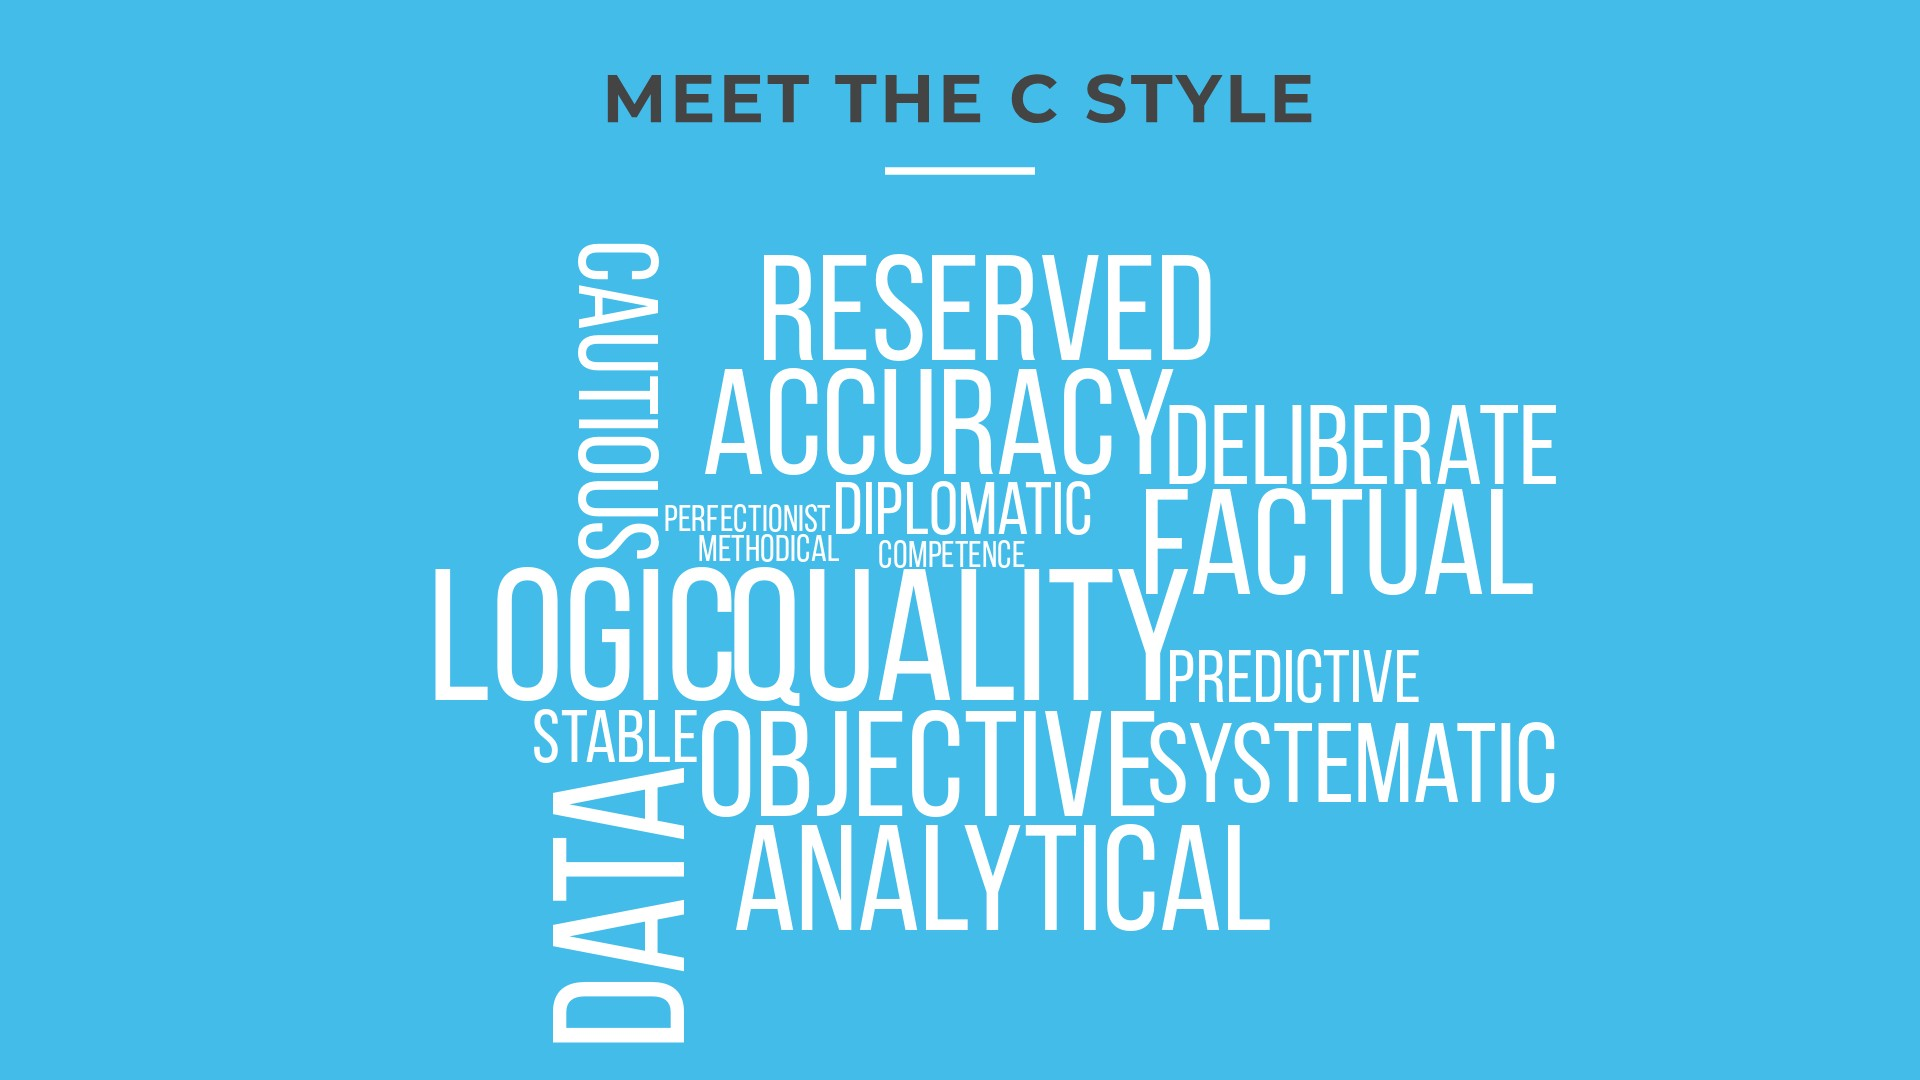 MEET THE C STYLE
CAUTIOUS
RESERVED
ACCURACY
DELIBERATE
PERFECTIONIST
DIPLOMATIC
FACTUAL
METHODICAL
COMPETENCE
LOGIC
QUALITY
PREDICTIVE
STABLE
OBJECTIVE
SYSTEMATIC
DATA
ANALYTICAL